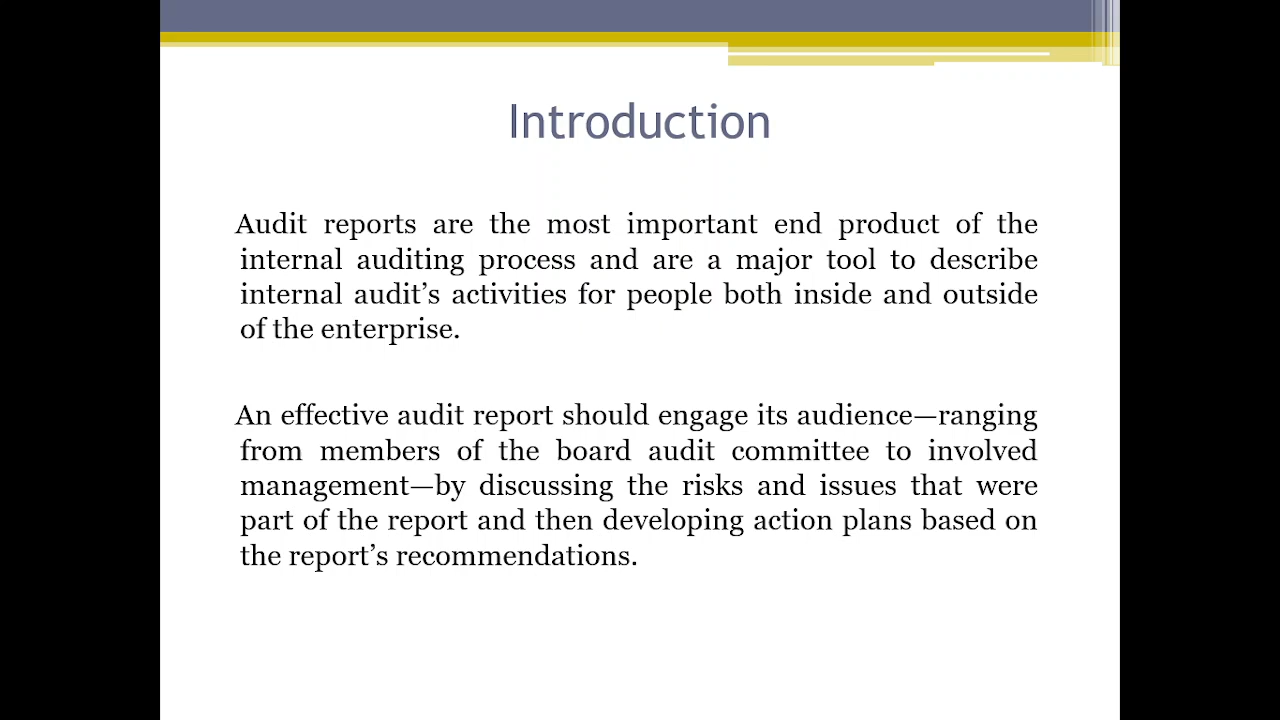 Introduction
Audit reports are the most important end product of the
internal auditing process and are a major tool to describe
internal audit’s activities for people both inside and outside
of the enterprise.
An effective audit report should engage its audience—ranging
from members of the board audit committee to involved
management—by discussing the risks and issues that were
part of the report and then developing action plans based on
the report’s recommendations.